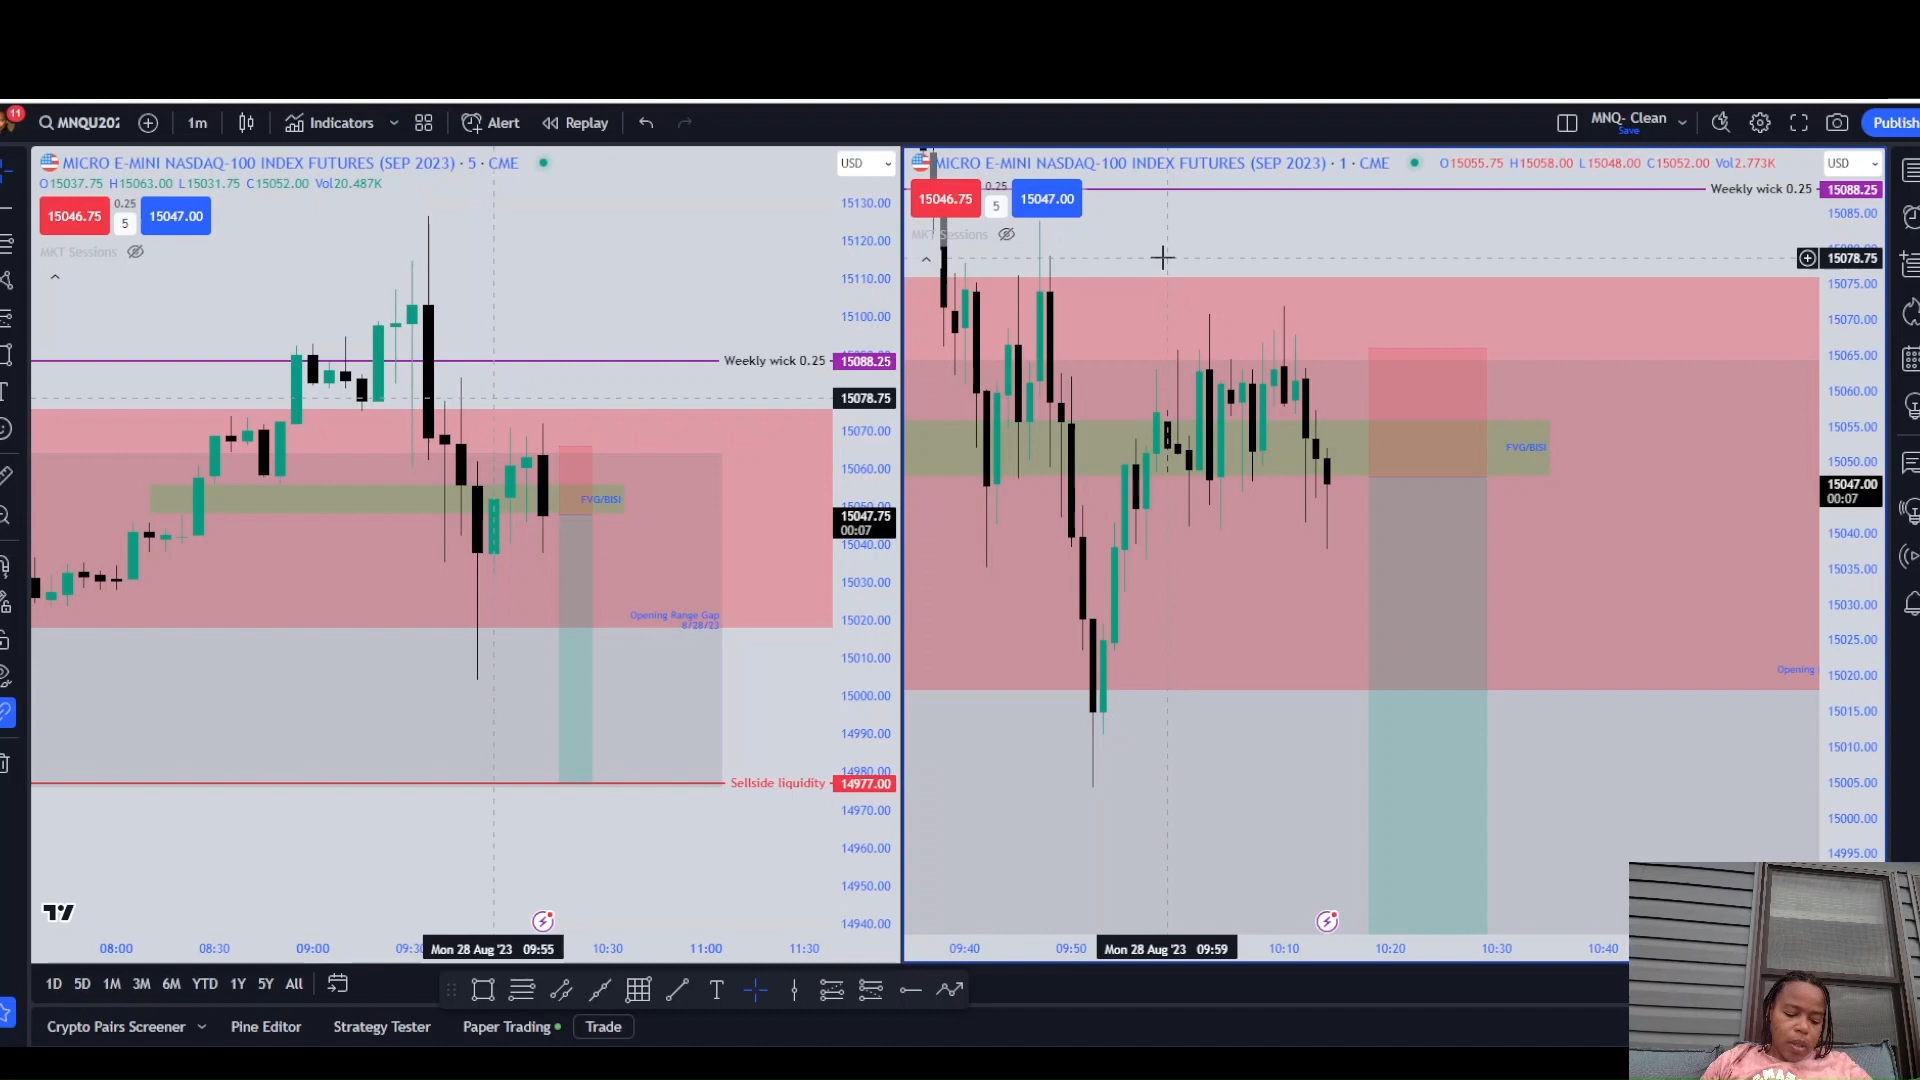 11
MNQU202
1m
Indicators
Alert
Replay
MNQ- Clean
Save
Publish
MICRO E-MINI NASDAQ-100 INDEX FUTURES (SEP 2023) · 5 · CME
USD
O15037.75 H15063.00 L15031.75 C15052.00 Vol20.487K
15046.75
0.25
5
15047.00
MKT Sessions
15130.00
15120.00
15110.00
15100.00
Weekly wick 0.25
15088.25
15078.75
15070.00
15060.00
FVG/BISI
15047.75
00:07
15040.00
15030.00
Opening Range Gap
8/28/23
15020.00
15010.00
15000.00
14990.00
14980.00
Sellside liquidity
14977.00
14970.00
14960.00
14950.00
14940.00
08:00
08:30
09:00
09:30
Mon 28 Aug '23 09:55
10:30
11:00
11:30
MICRO E-MINI NASDAQ-100 INDEX FUTURES (SEP 2023) · 1 · CME
O15055.75 H15058.00 L15048.00 C15052.00 Vol2.773K
USD
15046.75
0.25
5
15047.00
MKT Sessions
Weekly wick 0.25
15088.25
15085.00
15078.75
15075.00
15070.00
15065.00
15060.00
15055.00
FVG/BISI
15050.00
15047.00
00:07
15040.00
15035.00
15030.00
15025.00
Opening
15020.00
15015.00
15010.00
15005.00
15000.00
14995.00
09:40
09:50
Mon 28 Aug '23 09:59
10:10
10:20
10:30
10:40
1D 5D 1M 3M 6M YTD 1Y 5Y All
Crypto Pairs Screener
Pine Editor
Strategy Tester
Paper Trading
Trade